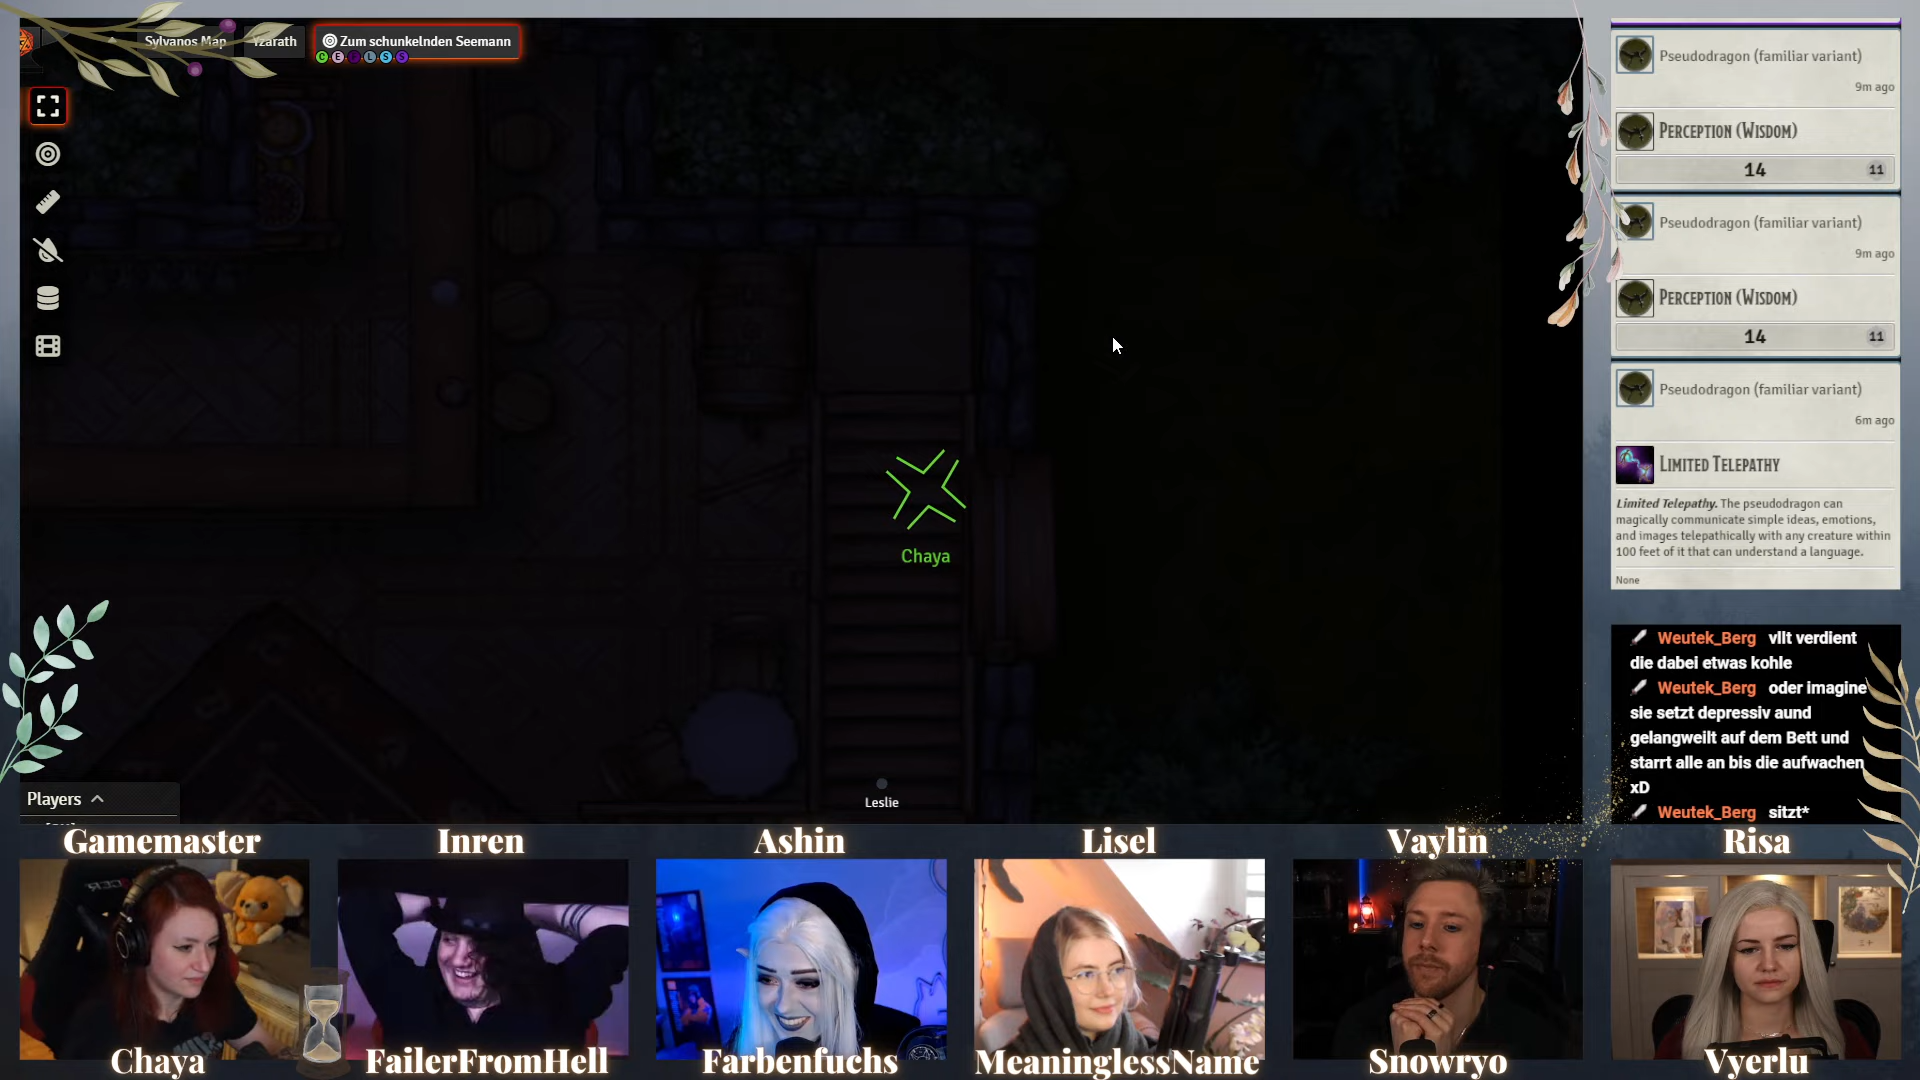 Sylvanos Map
Yzarath
Zum schunkelnden Seemann
C E L S S
Pseudodragon (familiar variant)
9m ago
Perception (Wisdom)
14
11
Pseudodragon (familiar variant)
9m ago
Perception (Wisdom)
14
11
Pseudodragon (familiar variant)
6m ago
Limited Telepathy
Limited Telepathy. The pseudodragon can
magically communicate simple ideas, emotions,
and images telepathically with any creature within
100 feet of it that can understand a language.
None
Chaya
Leslie
Weutek_Berg vllt verdient
die dabei etwas kohle
Weutek_Berg oder imagine
sie setzt depressiv aund
gelangweilt auf dem Bett und
starrt alle an bis die aufwachen
xD
Weutek_Berg sitzt*
Players
Gamemaster
Inren
Ashin
Lisel
Vaylin
Risa
Chaya
FailerFromHell
Farbenfuchs
MeaninglessName
Snowryo
Vyerlu